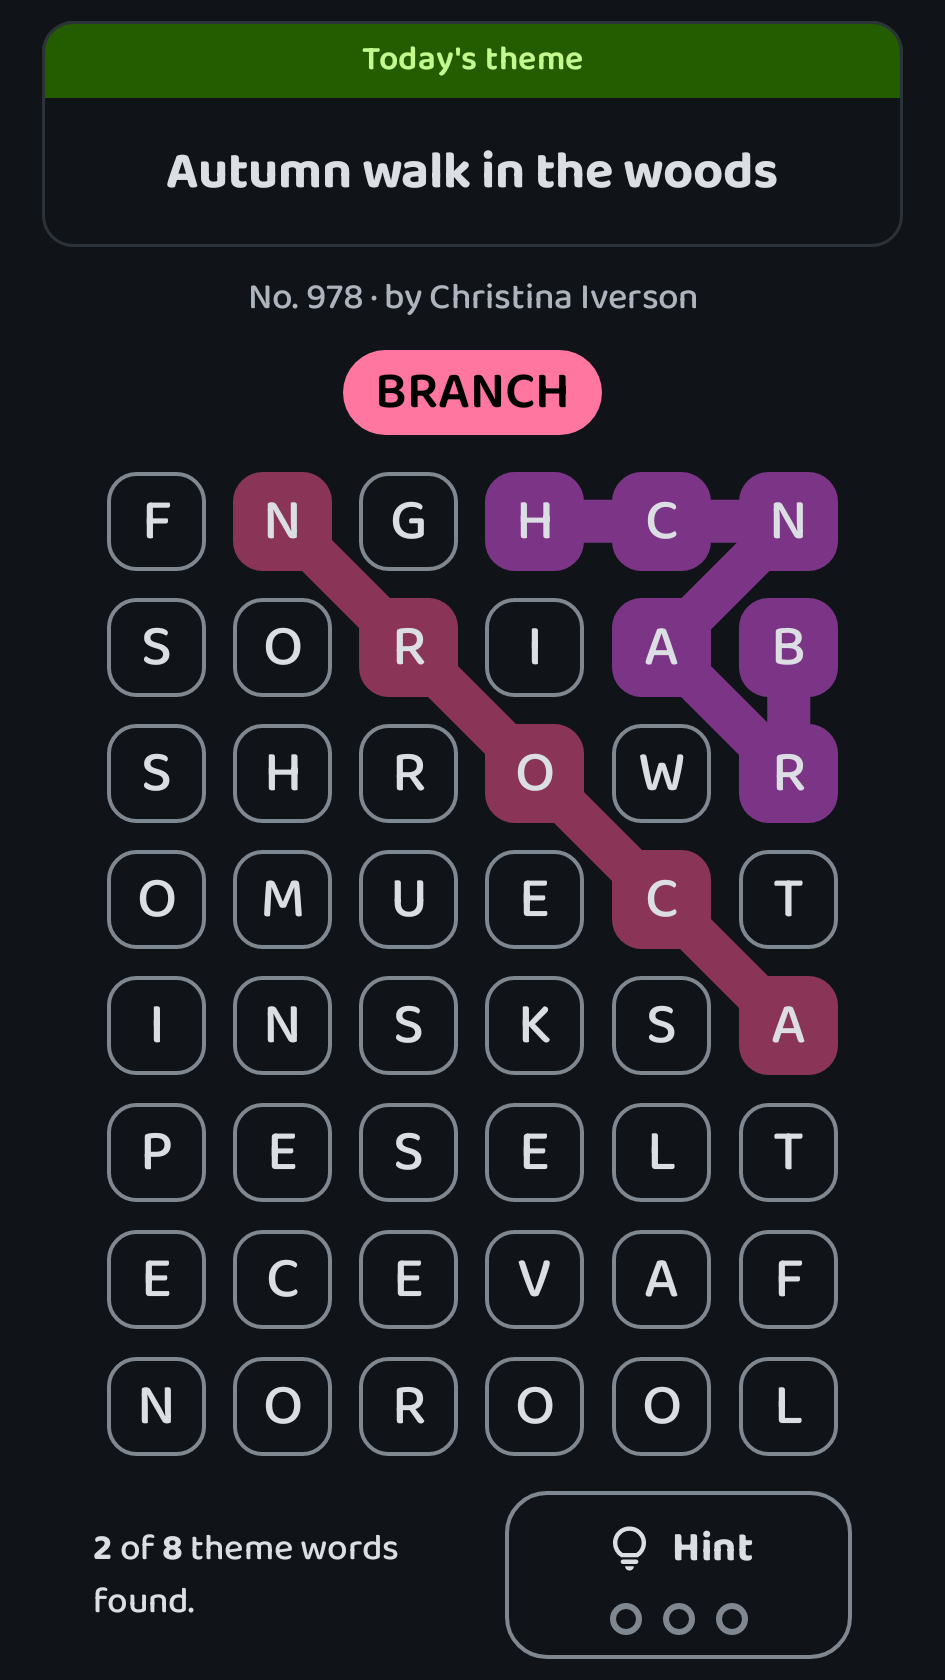 Today's theme
Autumn walk in the woods
No. 978 · by Christina Iverson
BRANCH
F N G H C N
S O R I A B
S H R O W R
O M U E C T
I N S K S A
P E S E L T
E C E V A F
N O R O O L
2 of 8 theme words
found.
Hint